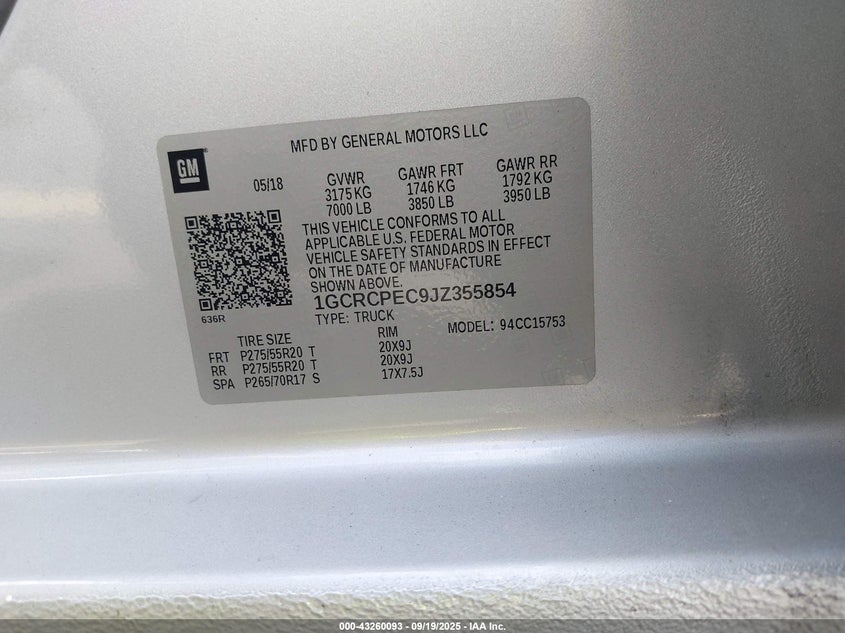 MFD BY GENERAL MOTORS LLC
GM
05/18
GVWR GAWR FRT GAWR RR
3175 KG 1746 KG 1792 KG
7000 LB 3850 LB 3950 LB
THIS VEHICLE CONFORMS TO ALL
APPLICABLE U.S. FEDERAL MOTOR
VEHICLE SAFETY STANDARDS IN EFFECT
ON THE DATE OF MANUFACTURE
SHOWN ABOVE.
636R
1GCRCPEC9JZ355854
TYPE: TRUCK MODEL: 94CC15753
TIRE SIZE RIM
FRT P275/55R20 T 20X9J
RR P275/55R20 T 20X9J
SPA P265/70R17 S 17X7.5J
000-43260093 - 09/19/2025 - IAA Inc.